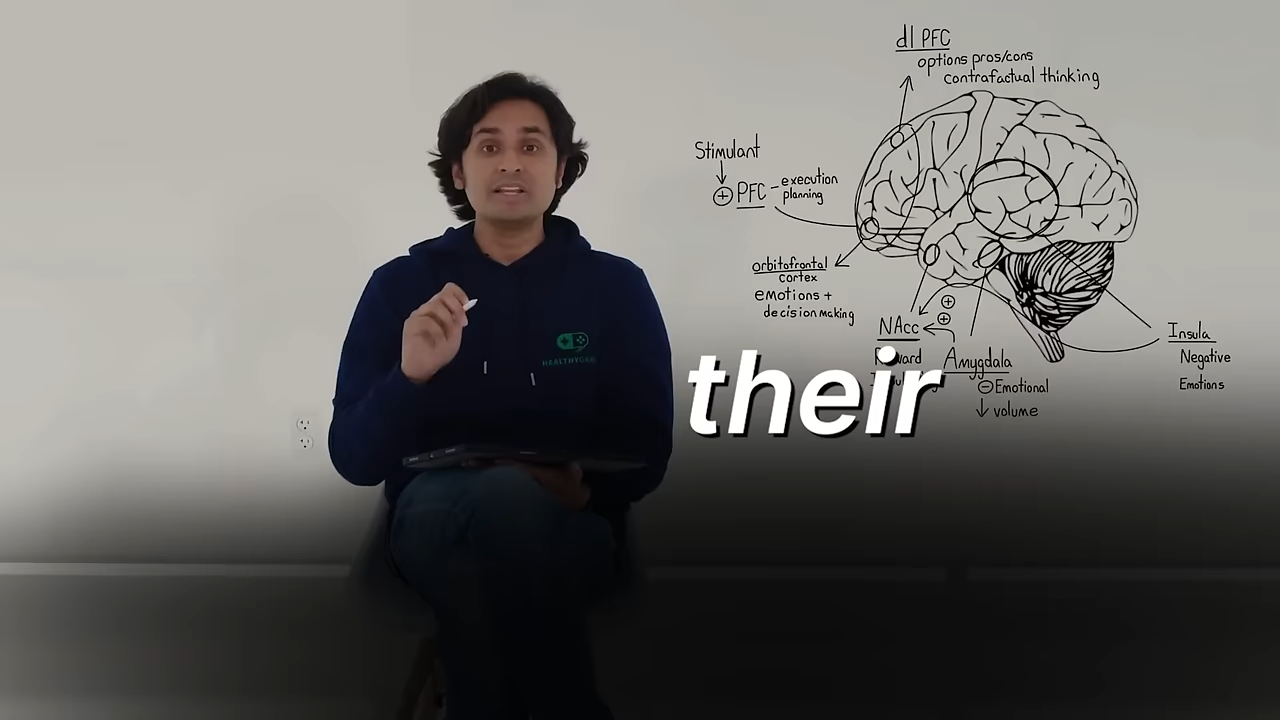 dl PFC
options pros/cons
contrafactual thinking
Stimulant
+ PFC - execution
planning
orbitofrontal
cortex
emotions +
decision making
+
+
NAcc
Amygdala
- Emotional
↓ volume
Insula
Negative
Emotions
their